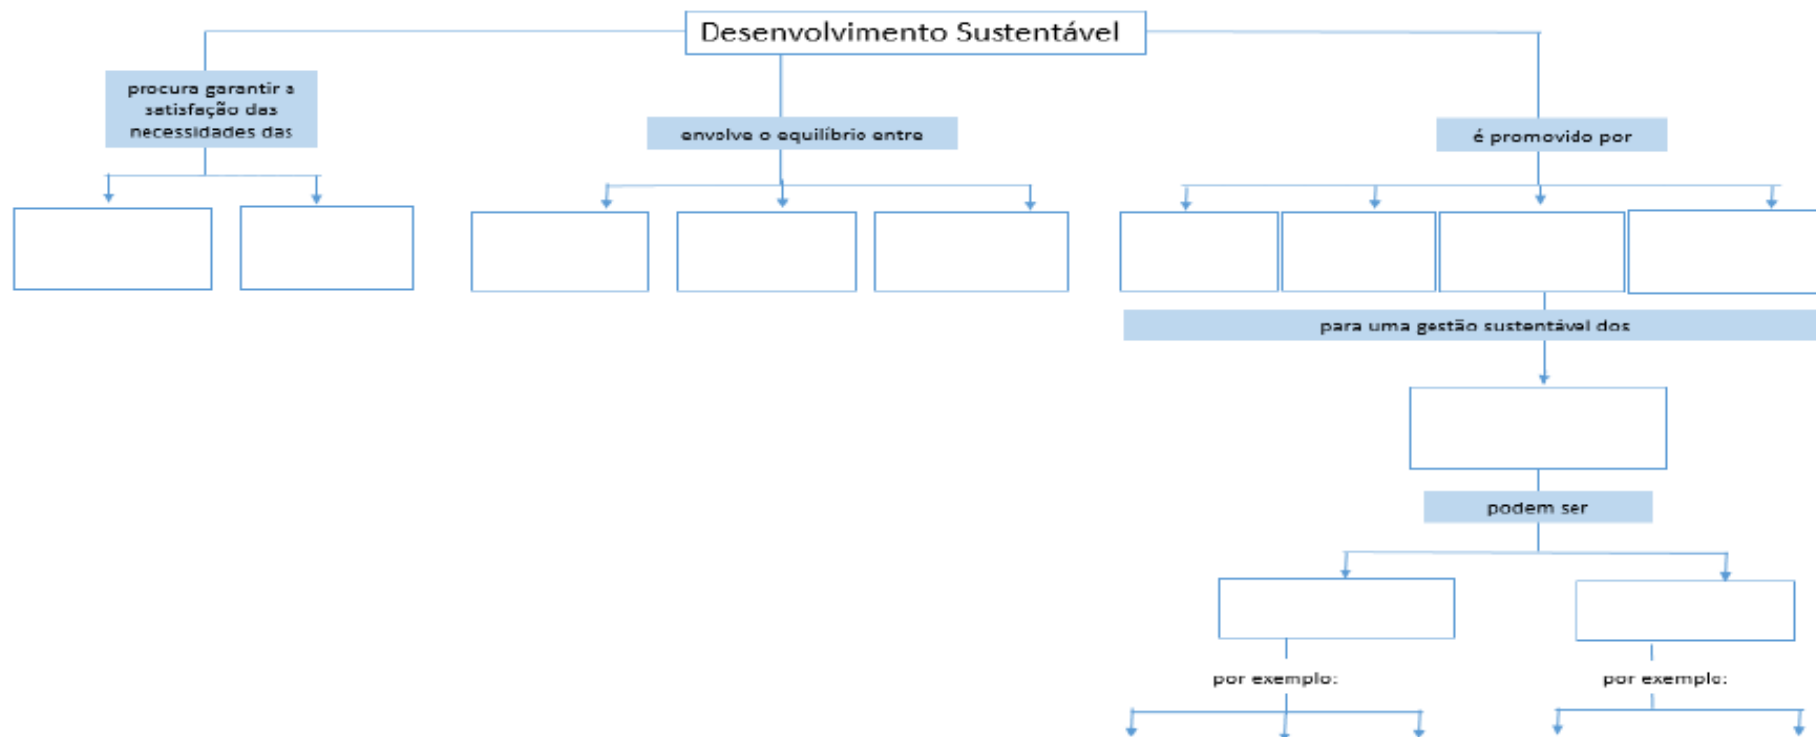 Desenvolvimento Sustentável
procura garantir a
satisfação das
necessidades das
envolve o equilíbrio entre
é promovido por
para uma gestão sustentável dos
podem ser
por exemplo:
por exemplo: